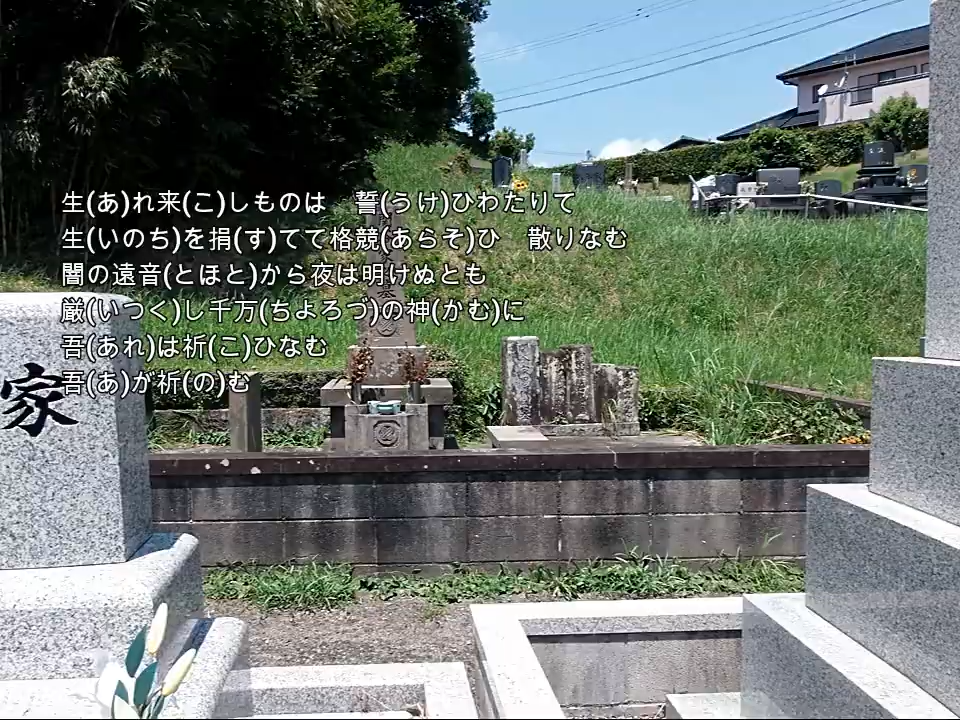 生(あ)れ来(こ)しものは　誓(うけ)ひわたりて
生(いのち)を捐(す)てて格競(あらそ)ひ　散りなむ
闇の遠音(とほと)から夜は明けぬとも
厳(いつく)し千万(ちよろづ)の神(かむ)に
吾(あれ)は祈(こ)ひなむ
吾(あ)が祈(の)む
家